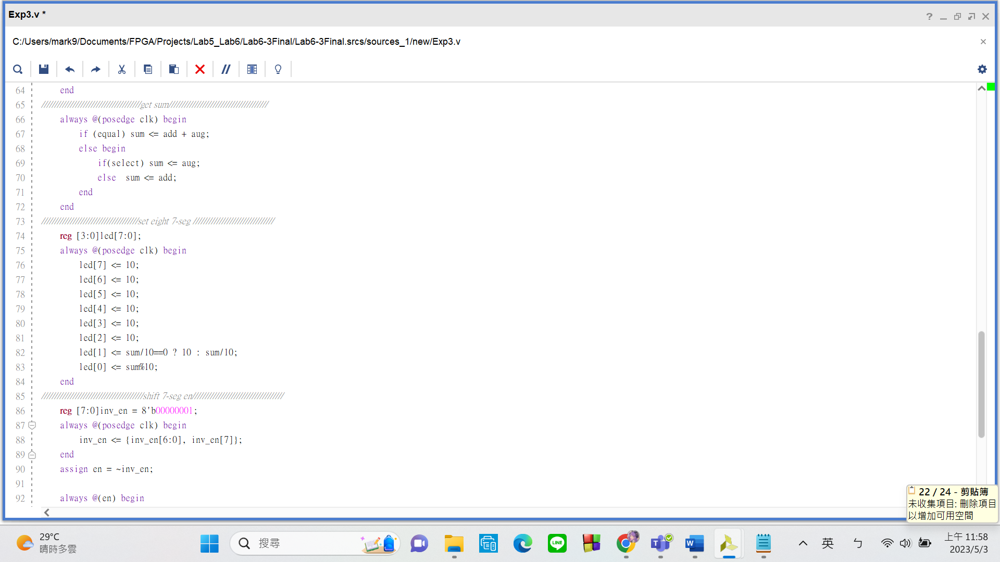 Exp3.v *
C:/Users/mark9/Documents/FPGA/Projects/Lab5_Lab6/Lab6-3Final/Lab6-3Final.srcs/sources_1/new/Exp3.v
64 end
65 ///////////////////////////////////////get sum///////////////////////////////////////
66 always @(posedge clk) begin
67 if (equal) sum <= add + aug;
68 else begin
69 if(select) sum <= aug;
70 else  sum <= add;
71 end
72 end
73 //////////////////////////////////////set eight 7-seg ////////////////////////////////
74 reg [3:0]led[7:0];
75 always @(posedge clk) begin
76 led[7] <= 10;
77 led[6] <= 10;
78 led[5] <= 10;
79 led[4] <= 10;
80 led[3] <= 10;
81 led[2] <= 10;
82 led[1] <= sum/10==0 ? 10 : sum/10;
83 led[0] <= sum%10;
84 end
85 ////////////////////////////////////////shift 7-seg en////////////////////////////////////
86 reg [7:0]inv_en = 8'b00000001;
87 always @(posedge clk) begin
88 inv_en <= {inv_en[6:0], inv_en[7]};
89 end
90 assign en = ~inv_en;
91
92 always @(en) begin
22 / 24 - 剪貼簿
未收集項目: 刪除項目
以增加可用空間
29°C
晴時多雲
搜尋
LINE
英
ㄅ
上午 11:58
2023/5/3